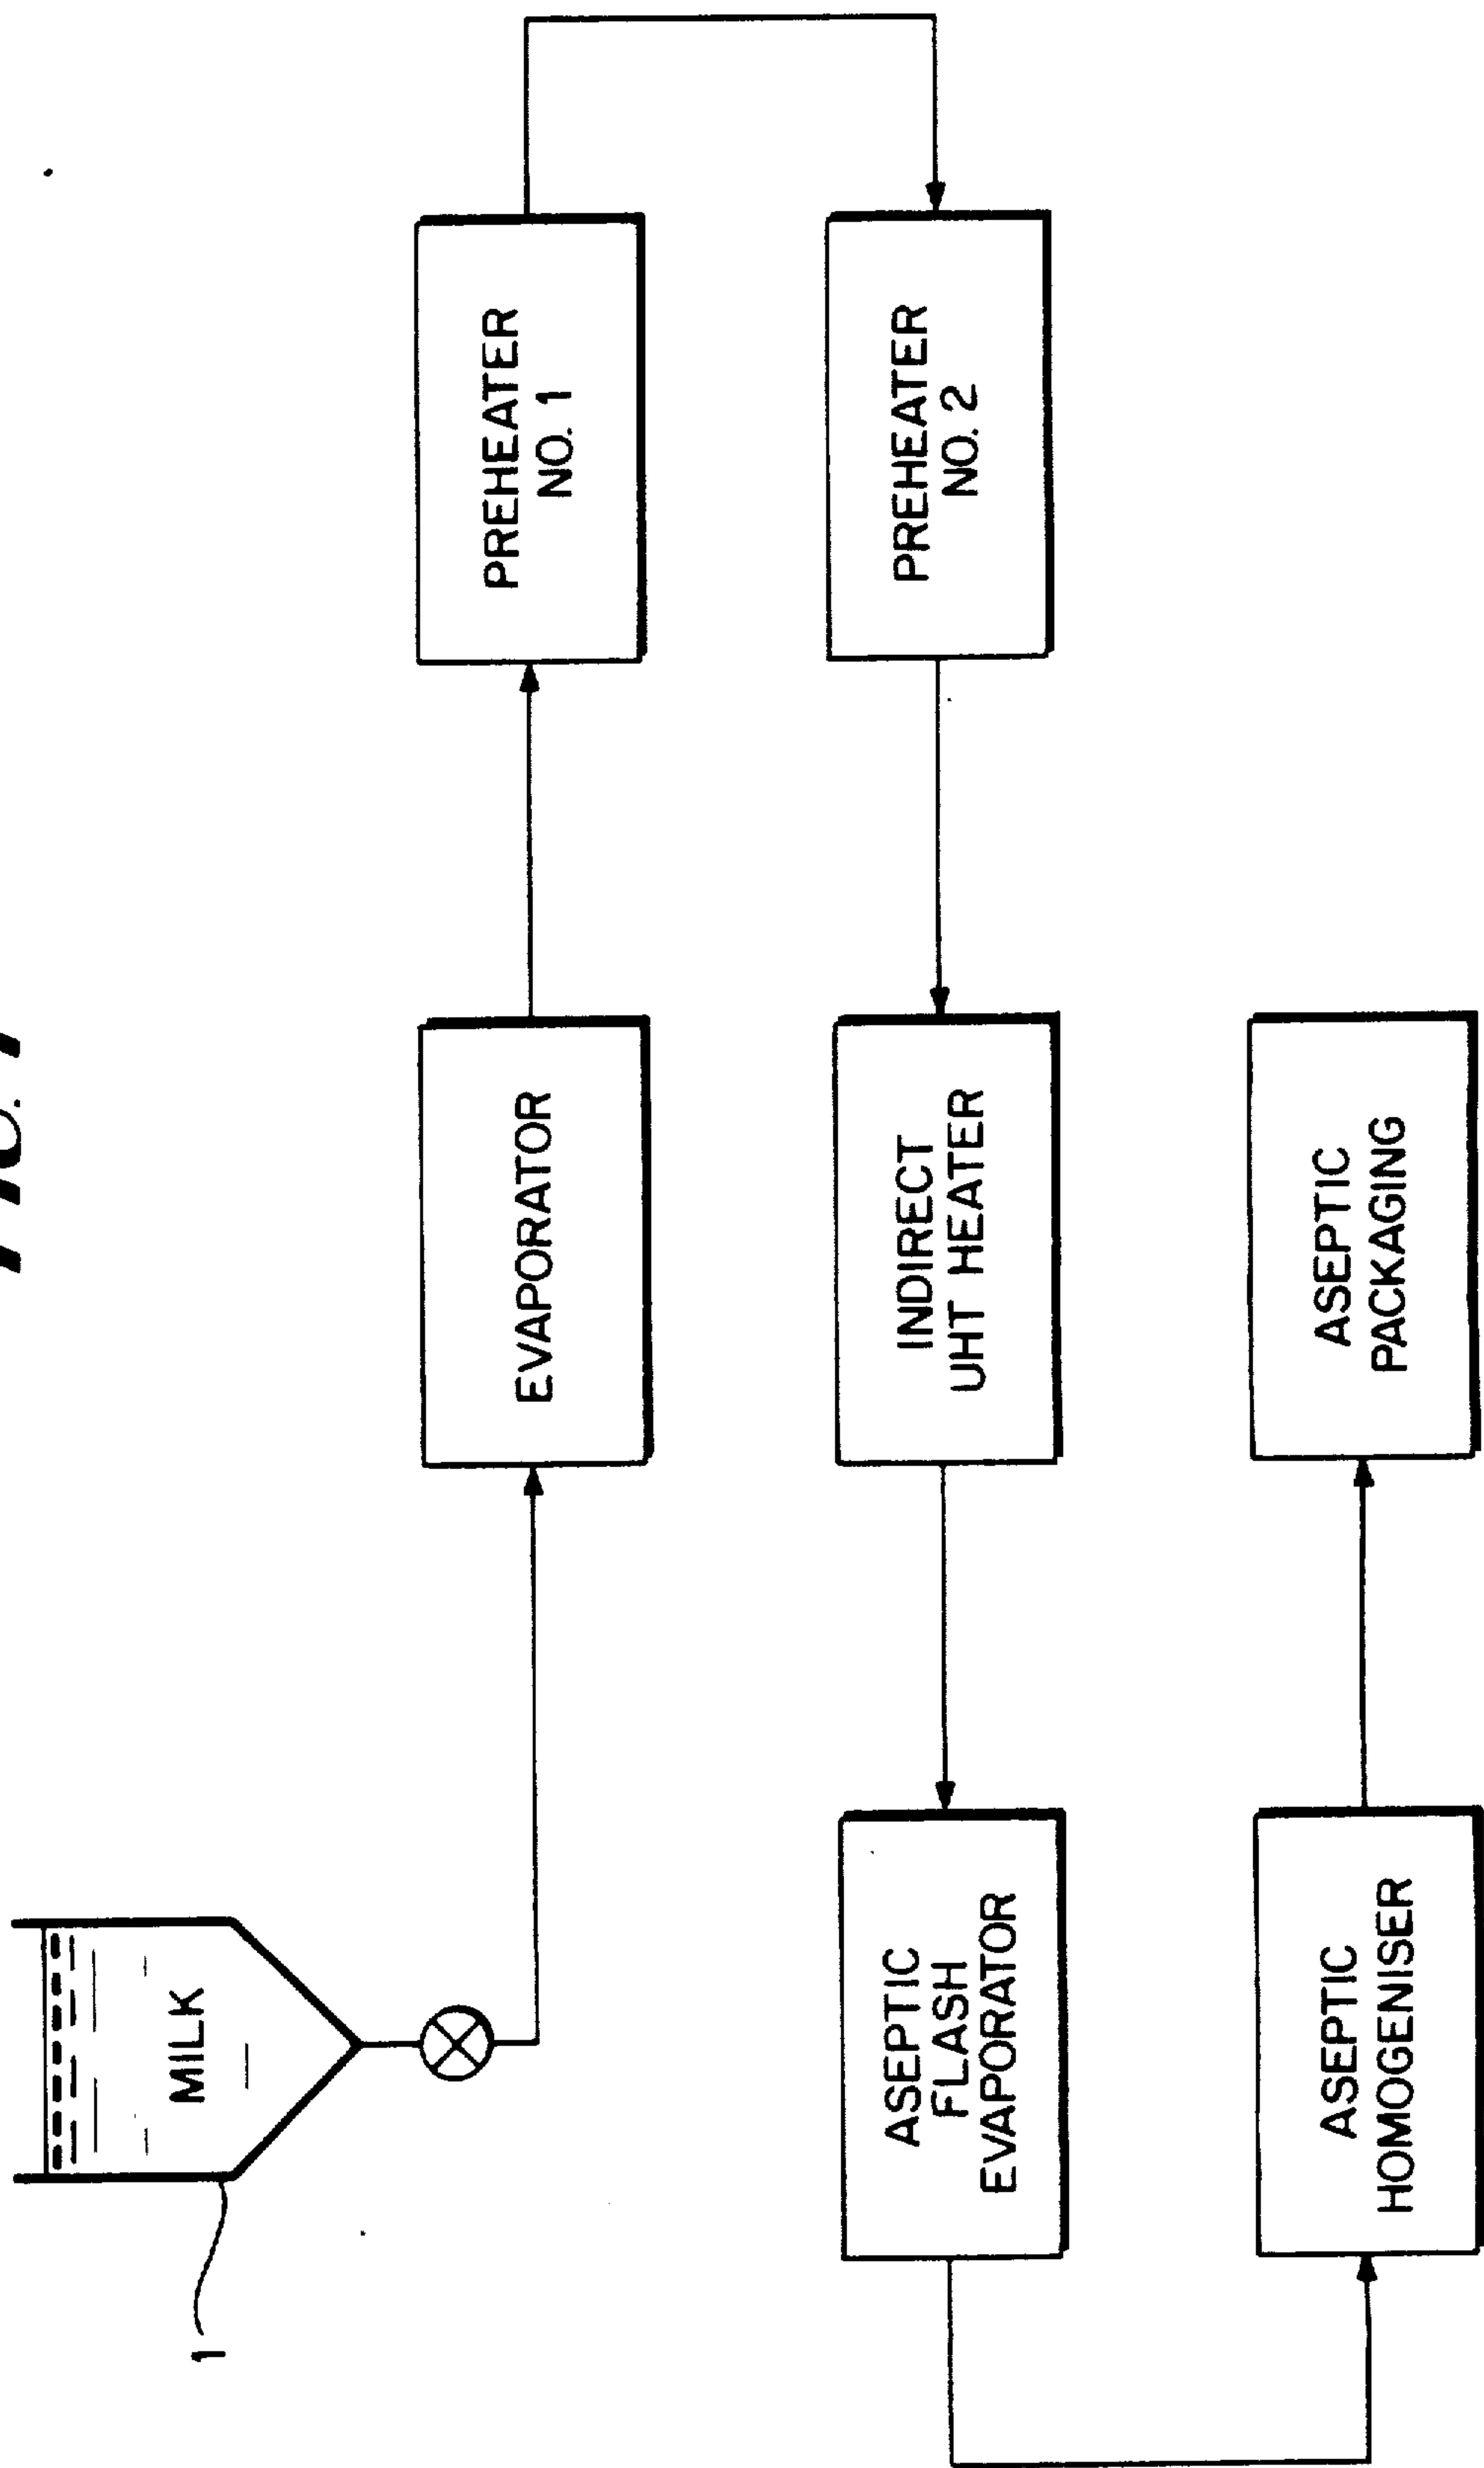 MILK
1
EVAPORATOR
PREHEATER
NO. 1
PREHEATER
NO. 2
INDIRECT
UHT HEATER
ASEPTIC
FLASH
EVAPORATOR
ASEPTIC
HOMOGENISER
ASEPTIC
PACKAGING